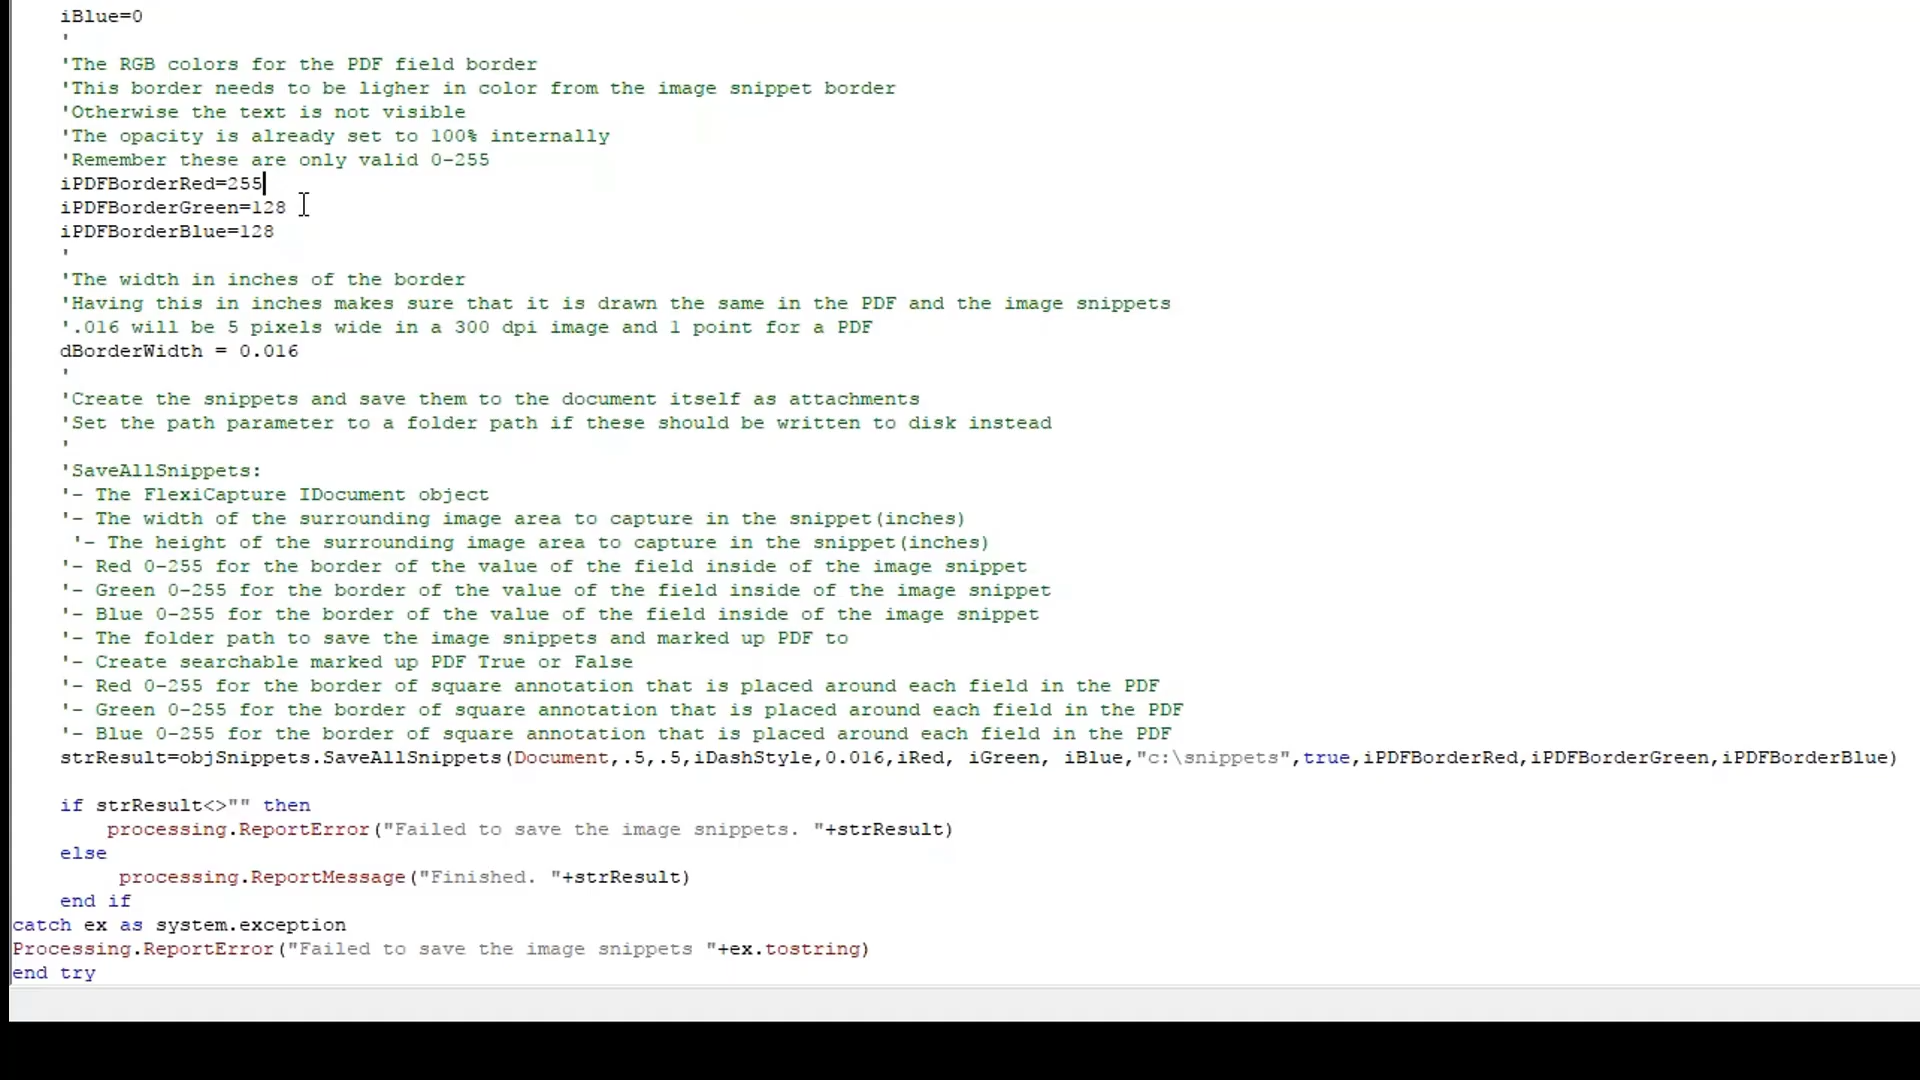 iBlue=0
'
'The RGB colors for the PDF field border
'This border needs to be ligher in color from the image snippet border
'Otherwise the text is not visible
'The opacity is already set to 100% internally
'Remember these are only valid 0-255
iPDFBorderRed=255
iPDFBorderGreen=128
iPDFBorderBlue=128
'
'The width in inches of the border
'Having this in inches makes sure that it is drawn the same in the PDF and the image snippets
'.016 will be 5 pixels wide in a 300 dpi image and 1 point for a PDF
dBorderWidth = 0.016
'
'Create the snippets and save them to the document itself as attachments
'Set the path parameter to a folder path if these should be written to disk instead
'
'SaveAllSnippets:
'- The FlexiCapture IDocument object
'- The width of the surrounding image area to capture in the snippet(inches)
'- The height of the surrounding image area to capture in the snippet(inches)
'- Red 0-255 for the border of the value of the field inside of the image snippet
'- Green 0-255 for the border of the value of the field inside of the image snippet
'- Blue 0-255 for the border of the value of the field inside of the image snippet
'- The folder path to save the image snippets and marked up PDF to
'- Create searchable marked up PDF True or False
'- Red 0-255 for the border of square annotation that is placed around each field in the PDF
'- Green 0-255 for the border of square annotation that is placed around each field in the PDF
'- Blue 0-255 for the border of square annotation that is placed around each field in the PDF
strResult=objSnippets.SaveAllSnippets(Document,.5,.5,iDashStyle,0.016,iRed, iGreen, iBlue,"c:\snippets",true,iPDFBorderRed,iPDFBorderGreen,iPDFBorderBlue)
if strResult<>"" then
processing.ReportError("Failed to save the image snippets. "+strResult)
else
processing.ReportMessage("Finished. "+strResult)
end if
catch ex as system.exception
Processing.ReportError("Failed to save the image snippets "+ex.tostring)
end try